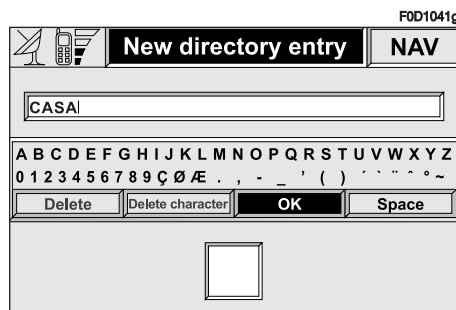 F0D1041g
New directory entry NAV
CASA
A B C D E F G H I J K L M N O P Q R S T U V W X Y Z
0 1 2 3 4 5 6 7 8 9 Ç Ø Æ . , - _ ' ( ) ´ ` ¨ ^ ° ~
Delete Delete character OK Space